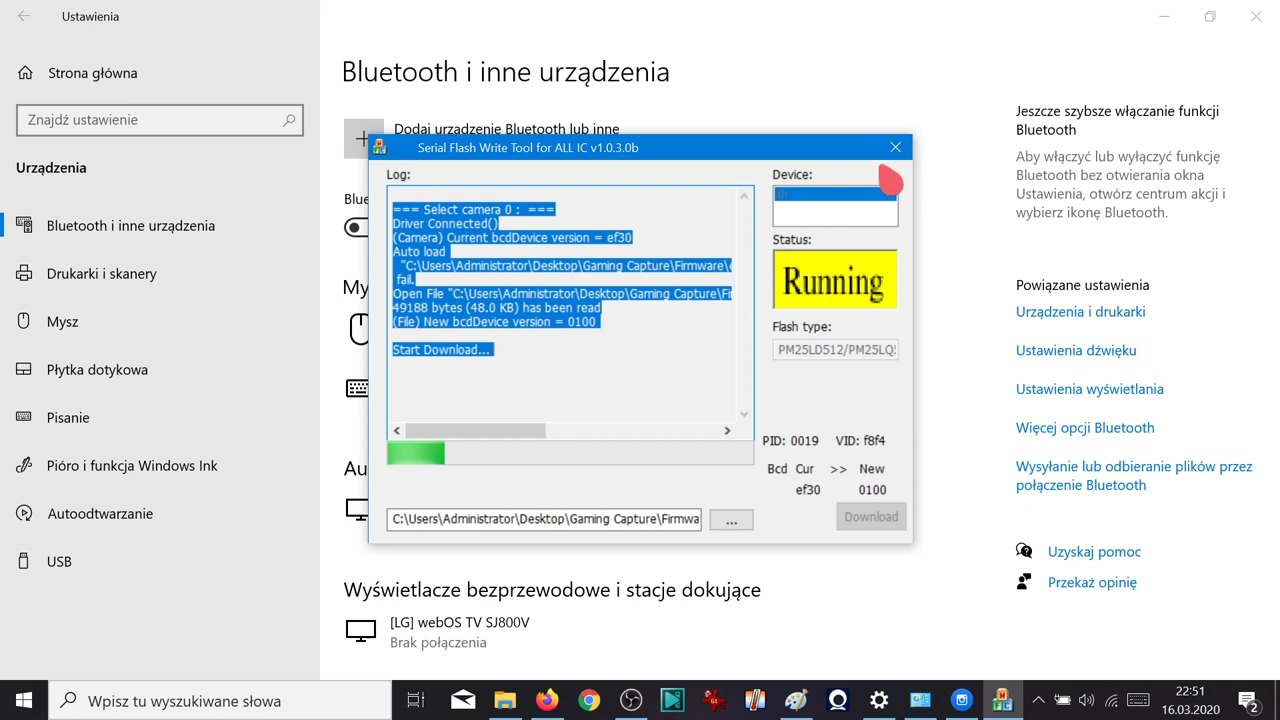 Ustawienia
Strona główna
Znajdź ustawienie
Urządzenia
Bluetooth i inne urządzenia
Drukarki i skanery
Mysz
Płytka dotykowa
Pisanie
Pióro i funkcja Windows Ink
Autoodtwarzanie
USB
Bluetooth i inne urządzenia
Dodaj urządzenie Bluetooth lub inne
Blue
My
Au
Serial Flash Write Tool for ALL IC v1.0.3.0b
Log:
=== Select camera 0 : ===
Driver Connected()
(Camera) Current bcdDevice version = ef30
Auto load
"C:\Users\Administrator\Desktop\Gaming Capture\Firmware\
fail.
Open File "C:\Users\Administrator\Desktop\Gaming Capture\Fi
49188 bytes (48.0 KB) has been read
(File) New bcdDevice version = 0100
Start Download...
Device:
Status:
Running
Flash type:
PM25LD512/PM25LQ
PID: 0019 VID: f8f4
Bcd Cur >> New
ef30 0100
C:\Users\Administrator\Desktop\Gaming Capture\Firmwa
...
Download
Wyświetlacze bezprzewodowe i stacje dokujące
[LG] webOS TV SJ800V
Brak połączenia
Jeszcze szybsze włączanie funkcji
Bluetooth
Aby włączyć lub wyłączyć funkcję
Bluetooth bez otwierania okna
Ustawienia, otwórz centrum akcji i
wybierz ikonę Bluetooth.
Powiązane ustawienia
Urządzenia i drukarki
Ustawienia dźwięku
Ustawienia wyświetlania
Więcej opcji Bluetooth
Wysyłanie lub odbieranie plików przez
połączenie Bluetooth
Uzyskaj pomoc
Przekaż opinię
Wpisz tu wyszukiwane słowa
64
22:51
16.03.2020
2